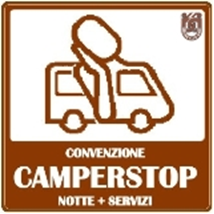 CONVENZIONE
CAMPERSTOP
NOTTE + SERVIZI